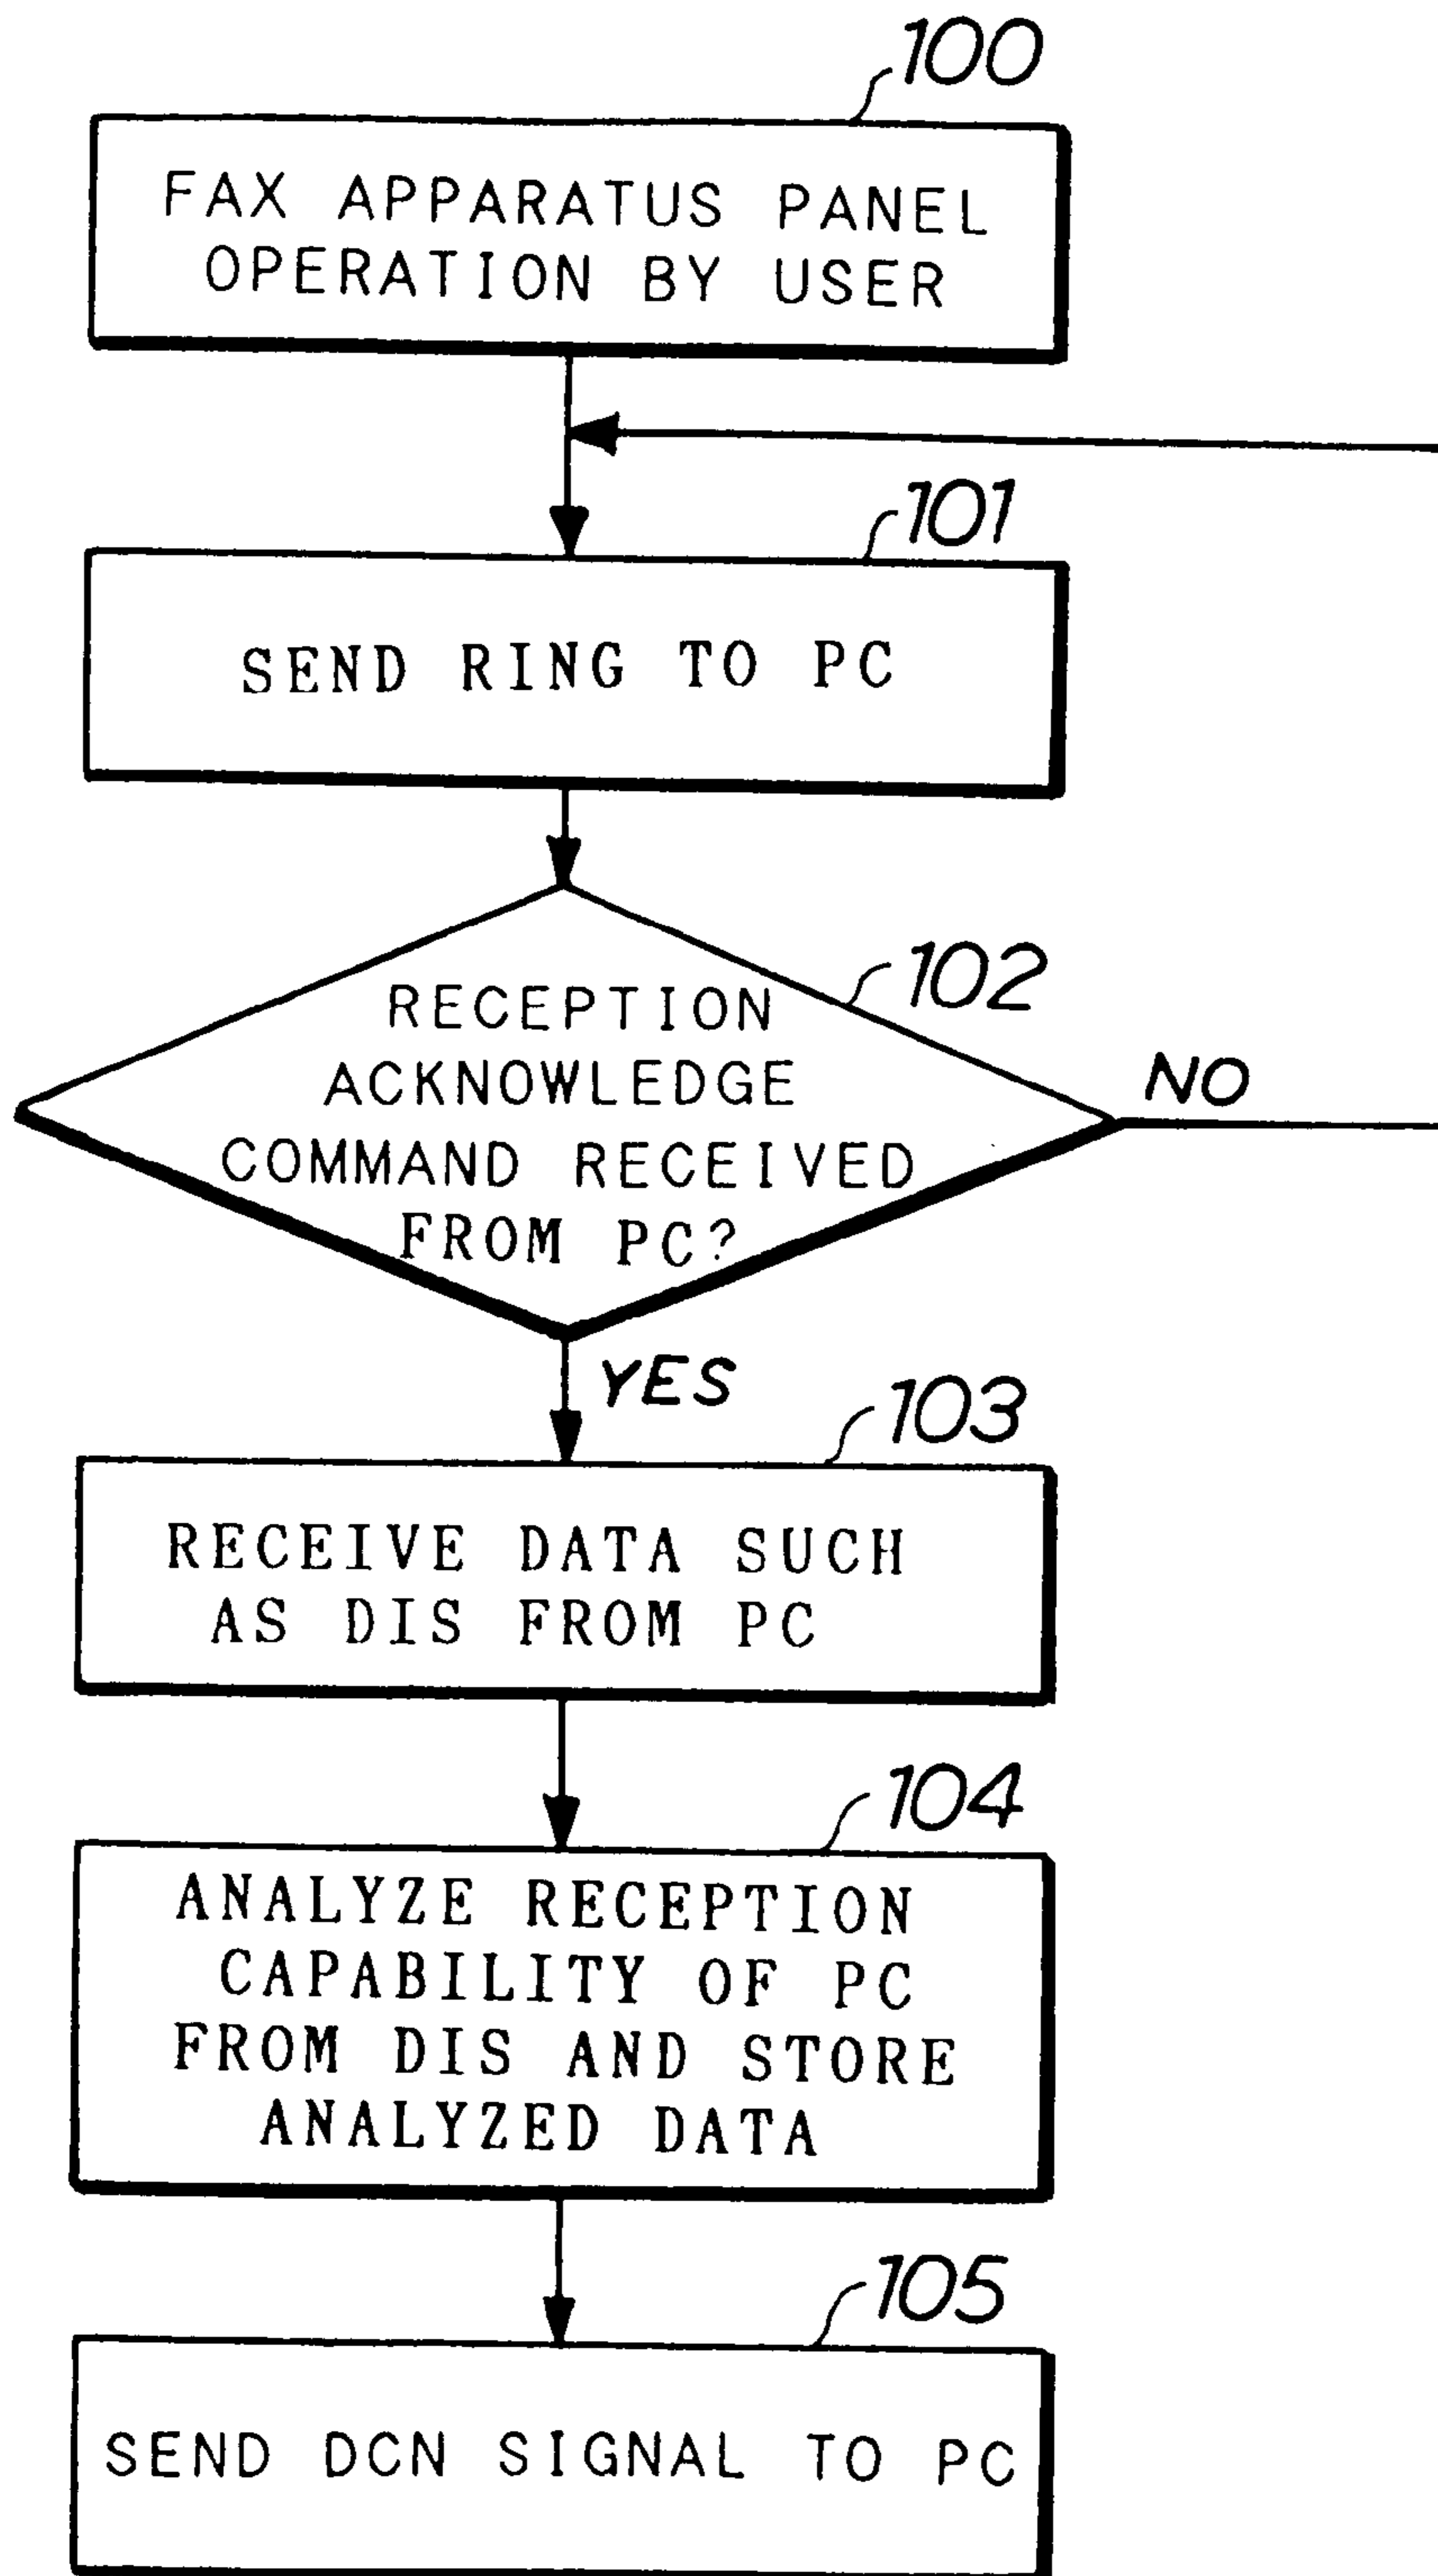 100
FAX APPARATUS PANEL
OPERATION BY USER
101
SEND RING TO PC
102
RECEPTION
ACKNOWLEDGE
COMMAND RECEIVED
FROM PC?
NO
YES
103
RECEIVE DATA SUCH
AS DIS FROM PC
104
ANALYZE RECEPTION
CAPABILITY OF PC
FROM DIS AND STORE
ANALYZED DATA
105
SEND DCN SIGNAL TO PC